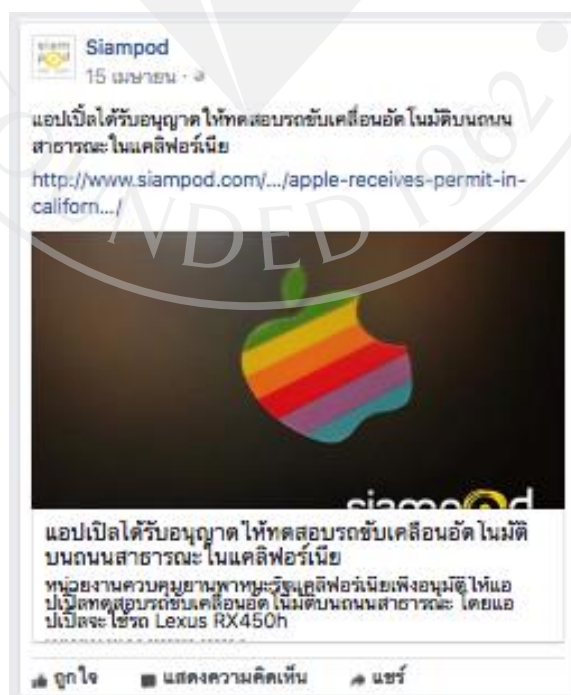 Siampod
15 เมษายน ·
แอปเปิ้ลได้รับอนุญาตให้ทดสอบรถขับเคลื่อนอัตโนมัติบนถนน
สาธารณะในแคลิฟอร์เนีย
http://www.siampod.com/.../apple-receives-permit-in-
californ.../
UNDED 1962
siampod
แอปเปิลได้รับอนุญาตให้ทดสอบรถขับเคลื่อนอัตโนมัติ
บนถนนสาธารณะในแคลิฟอร์เนีย
หน่วยงานควบคุมยานพาหนะรัฐแคลิฟอร์เนียเพิ่งอนุมัติให้แอ
ปเปิ้ลทดสอบรถขับเคลื่อนอัตโนมัติบนถนนสาธารณะ โดยแอ
ปเปิ้ลจะใช้รถ Lexus RX450h
ถูกใจ แสดงความคิดเห็น แชร์